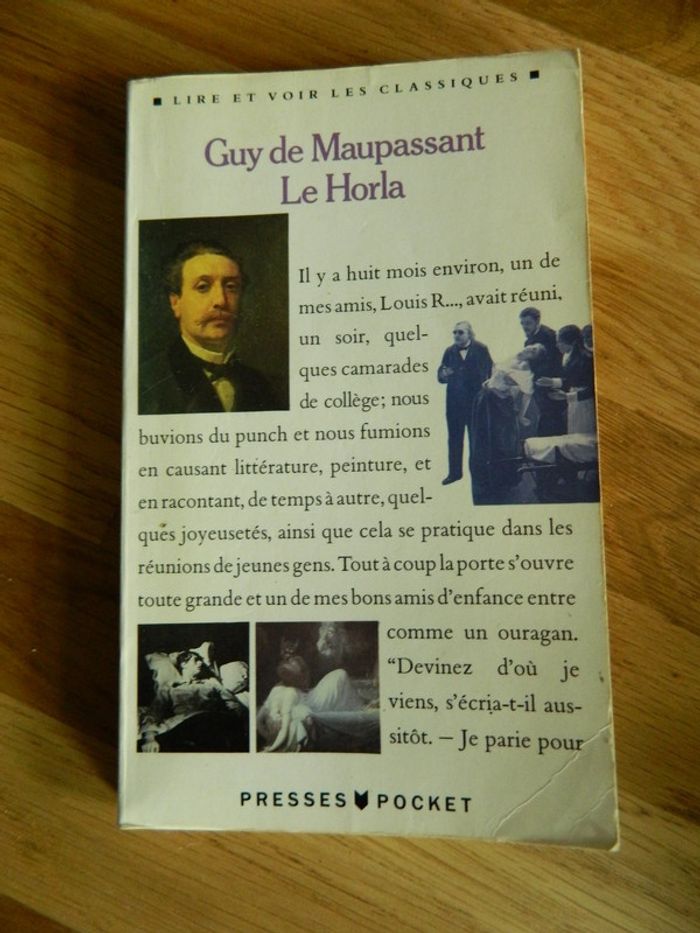 LIRE ET VOIR LES CLASSIQUES
Guy de Maupassant
Le Horla
Il y a huit mois environ, un de
mes amis, Louis R..., avait réuni,
un soir, quel-
ques camarades
de collège; nous
buvions du punch et nous fumions
en causant littérature, peinture, et
en racontant, de temps à autre, quel-
ques joyeusetés, ainsi que cela se pratique dans les
réunions de jeunes gens. Tout à coup la porte s'ouvre
toute grande et un de mes bons amis d'enfance entre
comme un ouragan.
“Devinez d'où je
viens, s'écria-t-il aus-
sitôt. – Je parie pour
PRESSES POCKET